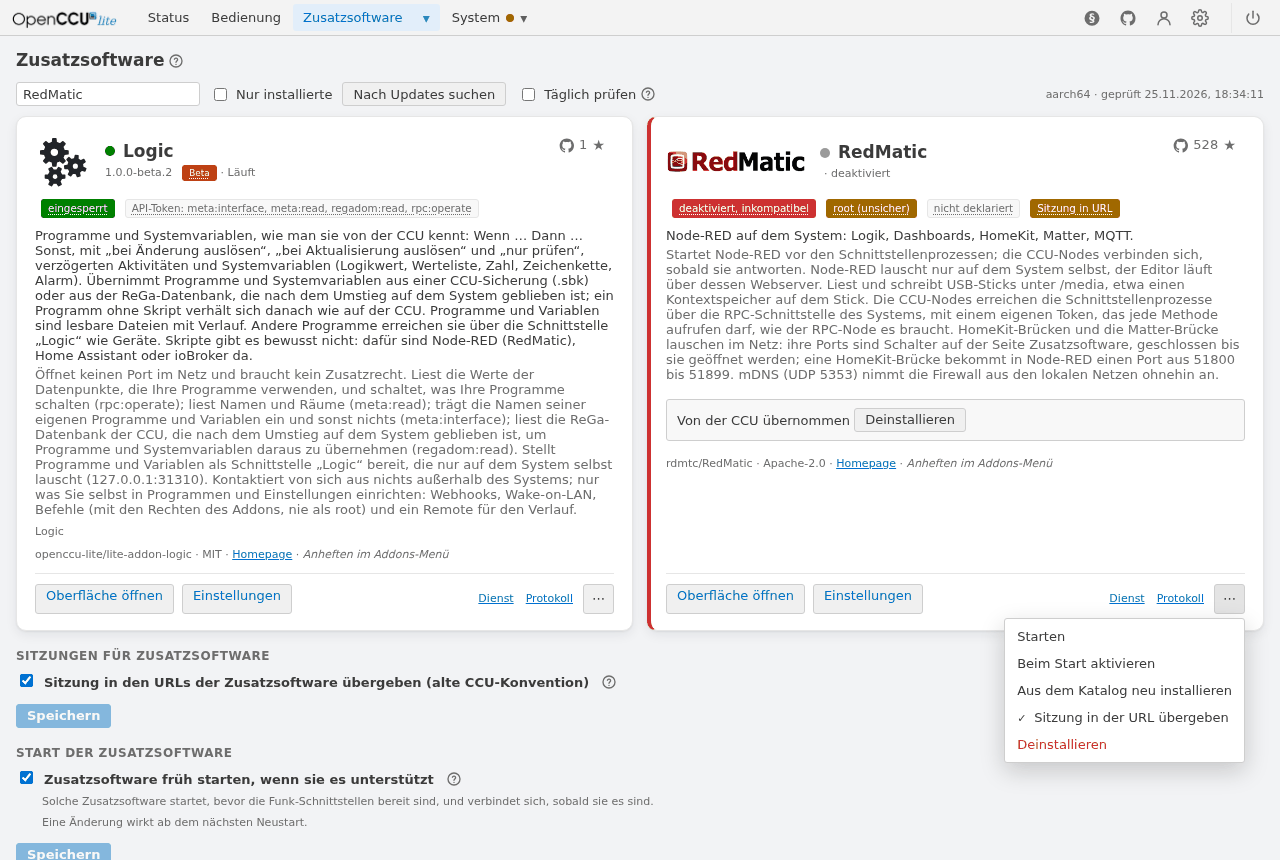 OpenCCU lite
Status
Bedienung
Zusatzsoftware ▼
System ▼
Zusatzsoftware
RedMatic
Nur installierte
Nach Updates suchen
Täglich prüfen
aarch64 · geprüft 25.11.2026, 18:34:11
Logic
1 ★
1.0.0-beta.2 Beta · Läuft
eingesperrt
API-Token: meta:interface, meta:read, regadom:read, rpc:operate
Programme und Systemvariablen, wie man sie von der CCU kennt: Wenn … Dann …
Sonst, mit „bei Änderung auslösen“, „bei Aktualisierung auslösen“ und „nur prüfen“,
verzögerten Aktivitäten und Systemvariablen (Logikwert, Werteliste, Zahl, Zeichenkette,
Alarm). Übernimmt Programme und Systemvariablen aus einer CCU-Sicherung (.sbk)
oder aus der ReGa-Datenbank, die nach dem Umstieg auf dem System geblieben ist; ein
Programm ohne Skript verhält sich danach wie auf der CCU. Programme und Variablen
sind lesbare Dateien mit Verlauf. Andere Programme erreichen sie über die Schnittstelle
„Logic“ wie Geräte. Skripte gibt es bewusst nicht: dafür sind Node-RED (RedMatic),
Home Assistant oder ioBroker da.
Öffnet keinen Port im Netz und braucht kein Zusatzrecht. Liest die Werte der
Datenpunkte, die Ihre Programme verwenden, und schaltet, was Ihre Programme
schalten (rpc:operate); liest Namen und Räume (meta:read); trägt die Namen seiner
eigenen Programme und Variablen ein und sonst nichts (meta:interface); liest die ReGa-
Datenbank der CCU, die nach dem Umstieg auf dem System geblieben ist, um
Programme und Systemvariablen daraus zu übernehmen (regadom:read). Stellt
Programme und Variablen als Schnittstelle „Logic“ bereit, die nur auf dem System selbst
lauscht (127.0.0.1:31310). Kontaktiert von sich aus nichts außerhalb des Systems; nur
was Sie selbst in Programmen und Einstellungen einrichten: Webhooks, Wake-on-LAN,
Befehle (mit den Rechten des Addons, nie als root) und ein Remote für den Verlauf.
Logic
openccu-lite/lite-addon-logic · MIT · Homepage · Anheften im Addons-Menü
Oberfläche öffnen
Einstellungen
Dienst
Protokoll
⋯
RedMatic
RedMatic
528 ★
· deaktiviert
deaktiviert, inkompatibel
root (unsicher)
nicht deklariert
Sitzung in URL
Node-RED auf dem System: Logik, Dashboards, HomeKit, Matter, MQTT.
Startet Node-RED vor den Schnittstellenprozessen; die CCU-Nodes verbinden sich,
sobald sie antworten. Node-RED lauscht nur auf dem System selbst, der Editor läuft
über dessen Webserver. Liest und schreibt USB-Sticks unter /media, etwa einen
Kontextspeicher auf dem Stick. Die CCU-Nodes erreichen die Schnittstellenprozesse
über die RPC-Schnittstelle des Systems, mit einem eigenen Token, das jede Methode
aufrufen darf, wie der RPC-Node es braucht. HomeKit-Brücken und die Matter-Brücke
lauschen im Netz: ihre Ports sind Schalter auf der Seite Zusatzsoftware, geschlossen bis
sie geöffnet werden; eine HomeKit-Brücke bekommt in Node-RED einen Port aus 51800
bis 51899. mDNS (UDP 5353) nimmt die Firewall aus den lokalen Netzen ohnehin an.
Von der CCU übernommen Deinstallieren
rdmtc/RedMatic · Apache-2.0 · Homepage · Anheften im Addons-Menü
Oberfläche öffnen
Einstellungen
Dienst
Protokoll
⋯
Starten
Beim Start aktivieren
Aus dem Katalog neu installieren
✓ Sitzung in der URL übergeben
Deinstallieren
SITZUNGEN FÜR ZUSATZSOFTWARE
Sitzung in den URLs der Zusatzsoftware übergeben (alte CCU-Konvention)
Speichern
START DER ZUSATZSOFTWARE
Zusatzsoftware früh starten, wenn sie es unterstützt
Solche Zusatzsoftware startet, bevor die Funk-Schnittstellen bereit sind, und verbindet sich, sobald sie es sind.
Eine Änderung wirkt ab dem nächsten Neustart.
Speichern